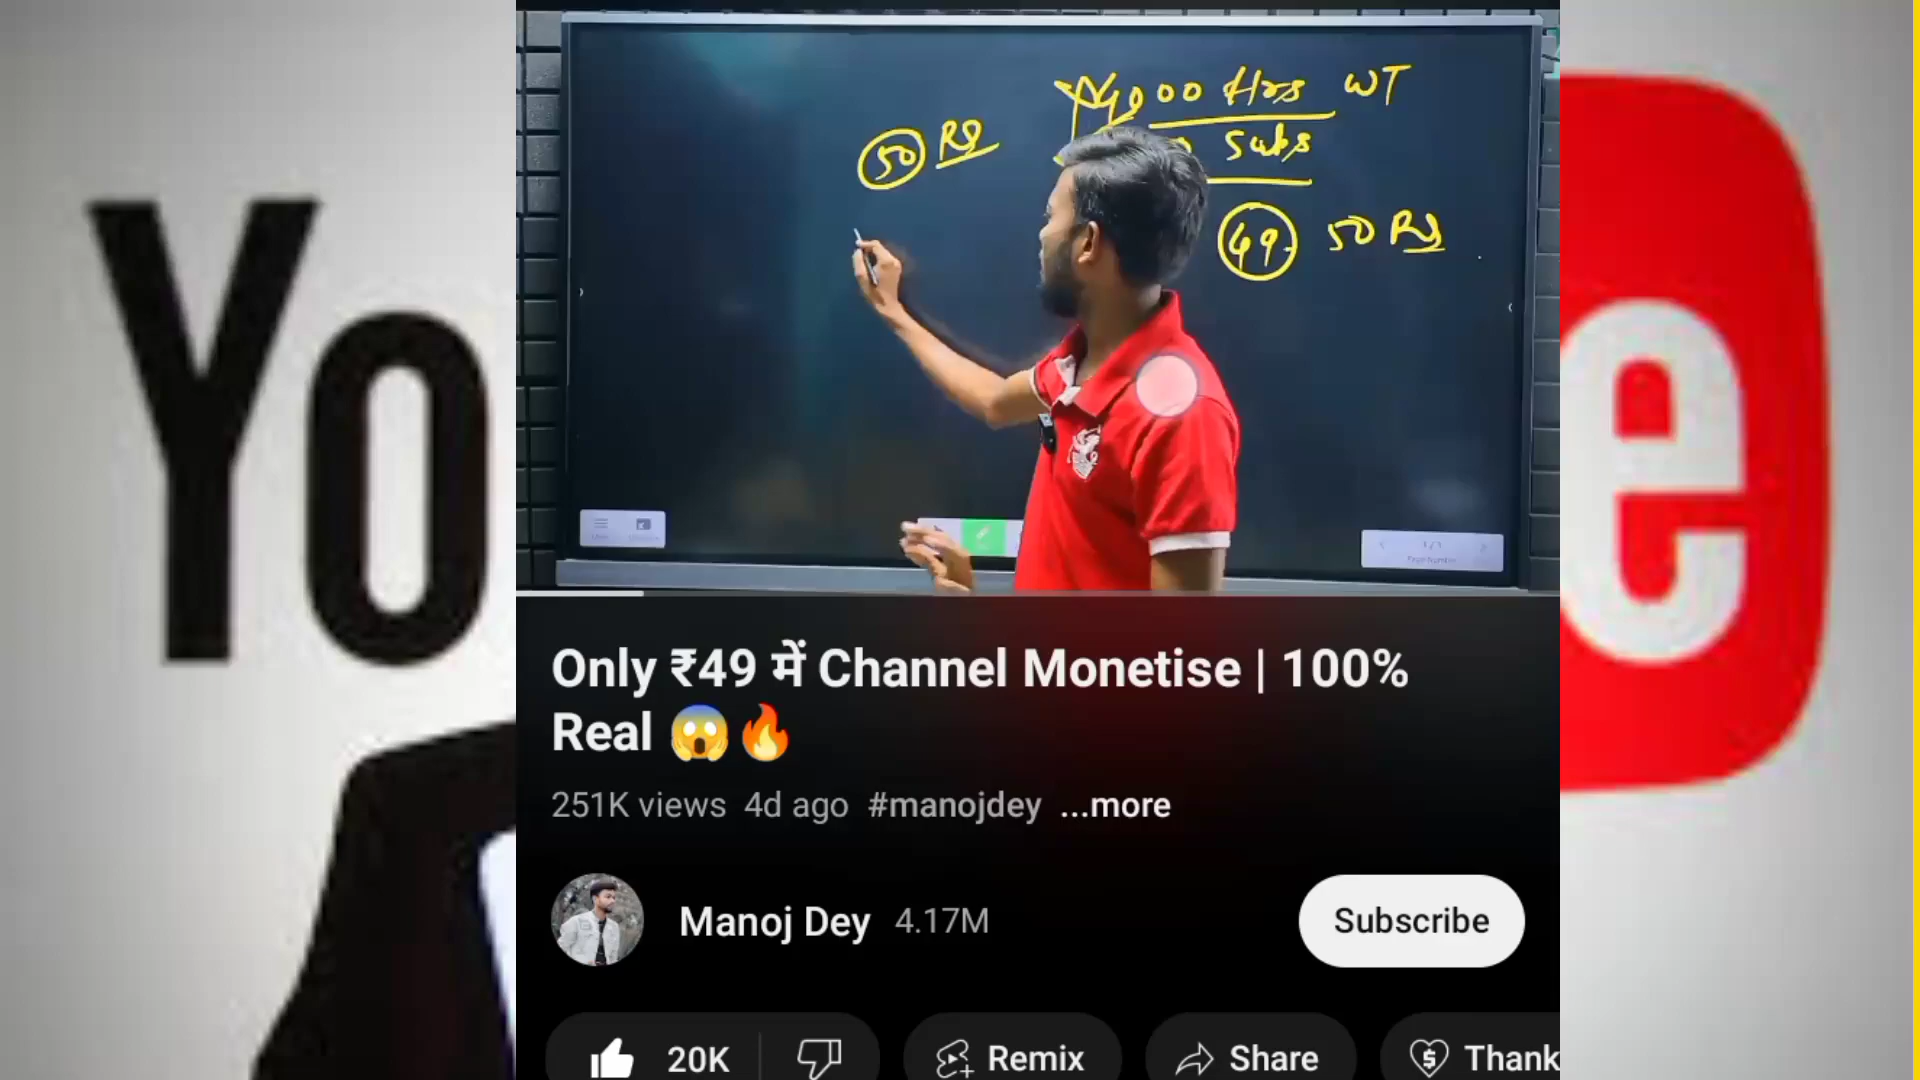 4000 Hrs WT
50 Rs
Subs
49 50 Rs
Yo
e
Only ₹49 में Channel Monetise | 100%
Real 😱🔥
251K views 4d ago #manojdey ...more
Manoj Dey 4.17M
Subscribe
20K
Remix
Share
Thank